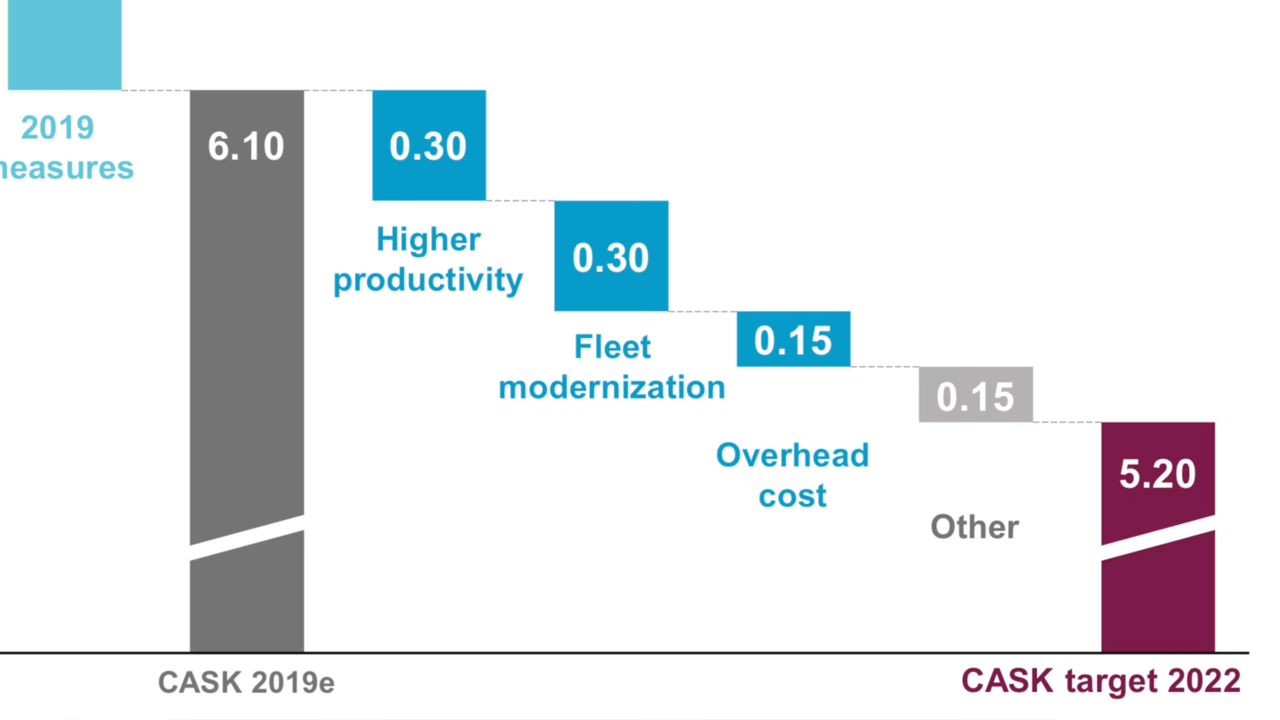 2019
6.10
0.30
Higher
productivity
0.30
Fleet
modernization
0.15
Overhead
cost
0.15
Other
5.20
CASK 2019e
CASK target 2022